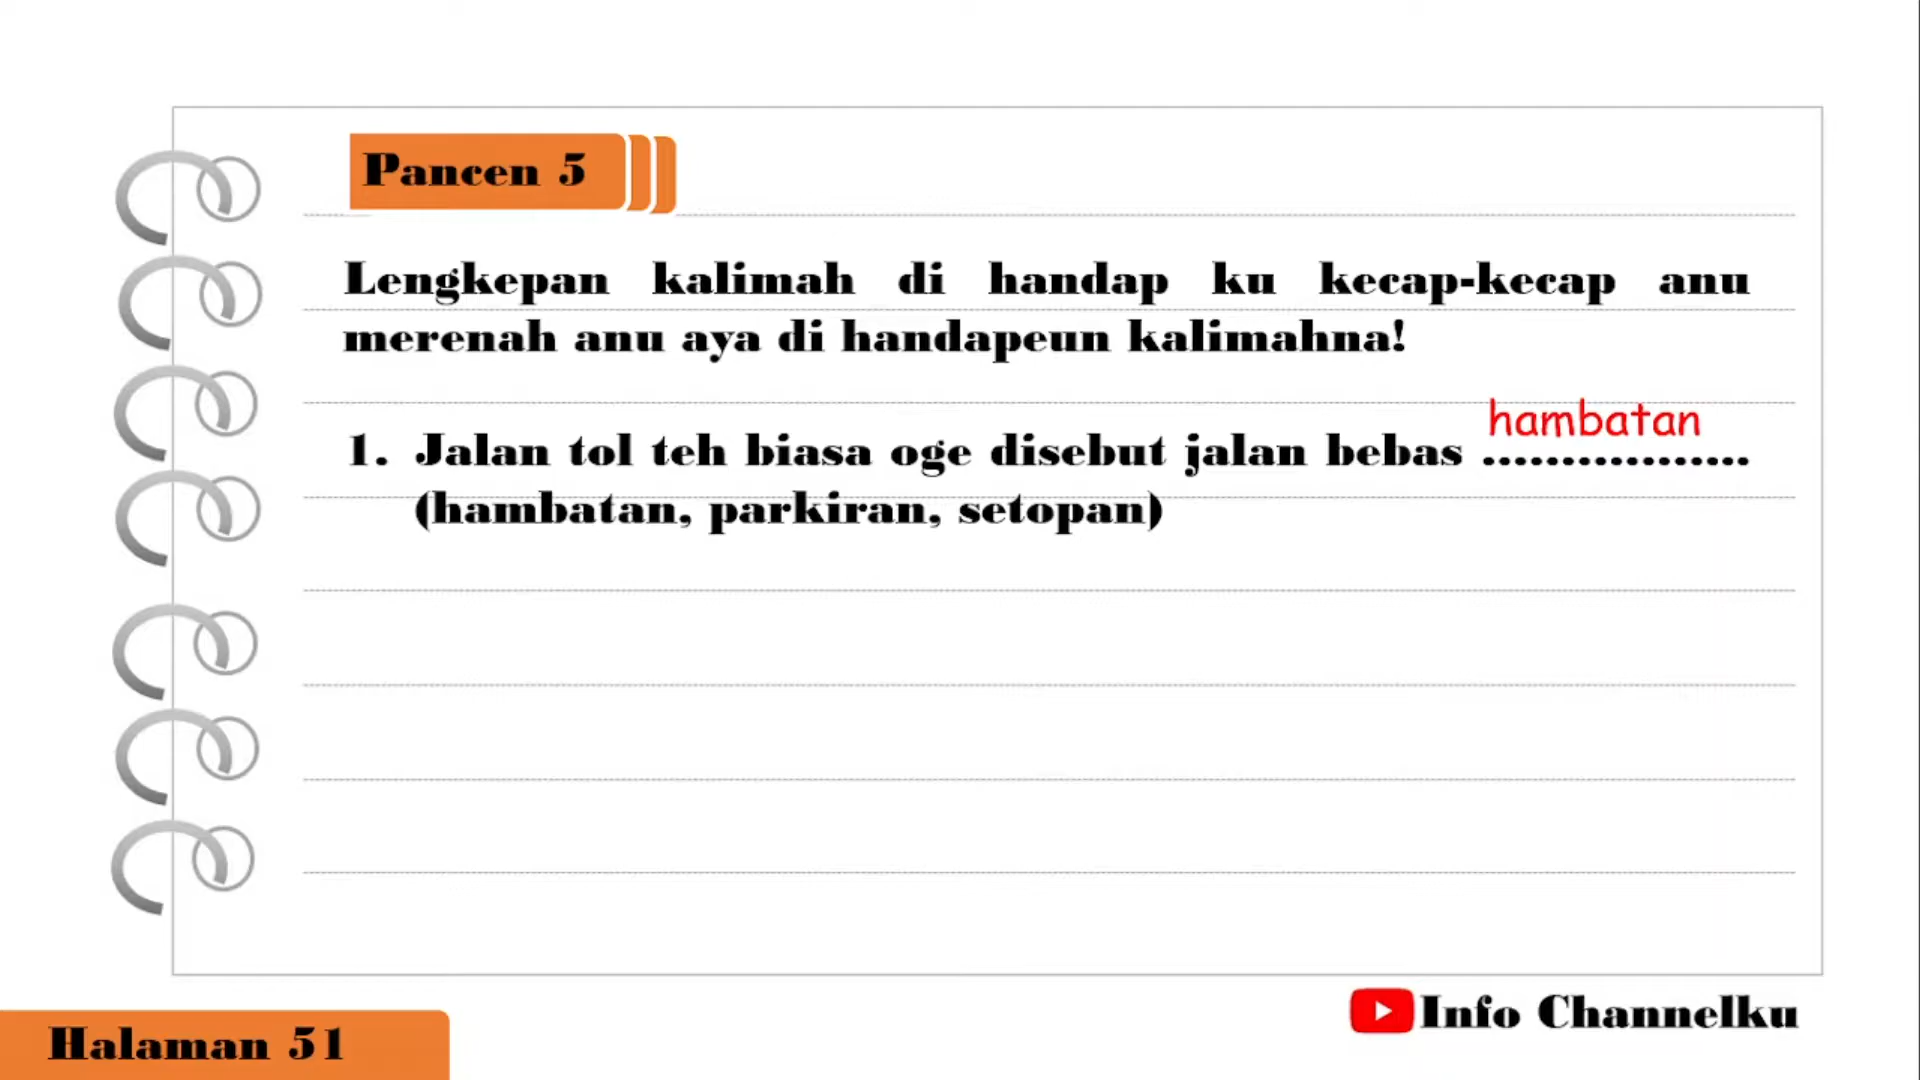 Pancen 5
Lengkepan kalimah di handap ku kecap-kecap anu
merenah anu aya di handapeun kalimahna!
hambatan
1. Jalan tol teh biasa oge disebut jalan bebas .................
(hambatan, parkiran, setopan)
Info Channelku
Halaman 51